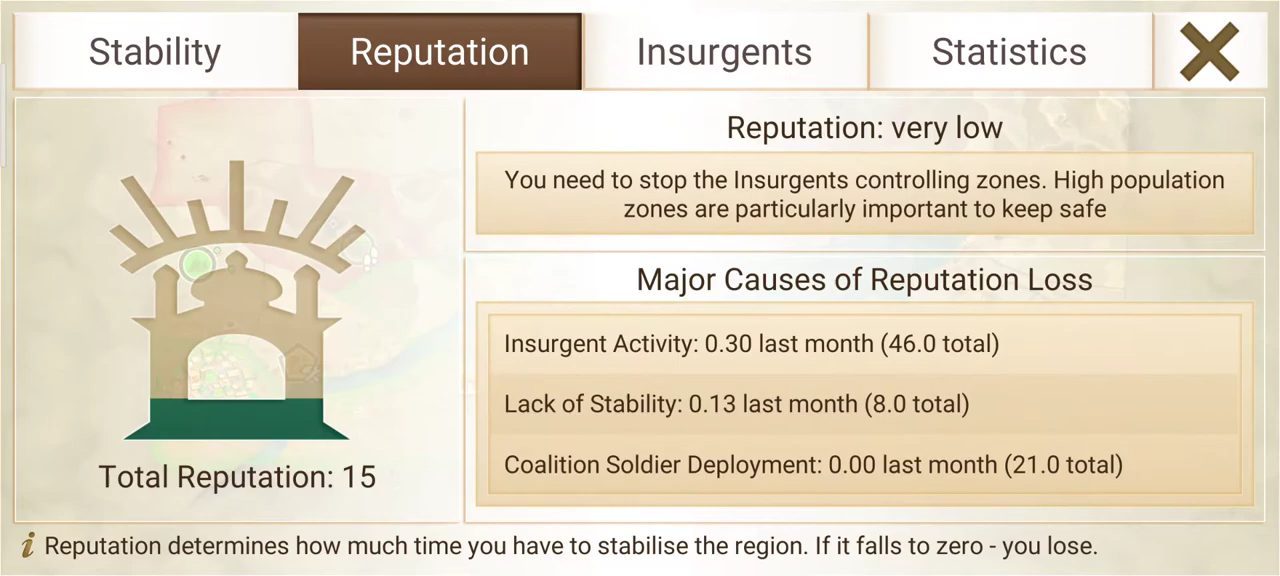 Stability
Reputation
Insurgents
Statistics
Reputation: very low
You need to stop the Insurgents controlling zones. High population
zones are particularly important to keep safe
Major Causes of Reputation Loss
Insurgent Activity: 0.30 last month (46.0 total)
Lack of Stability: 0.13 last month (8.0 total)
Coalition Soldier Deployment: 0.00 last month (21.0 total)
Total Reputation: 15
i Reputation determines how much time you have to stabilise the region. If it falls to zero - you lose.